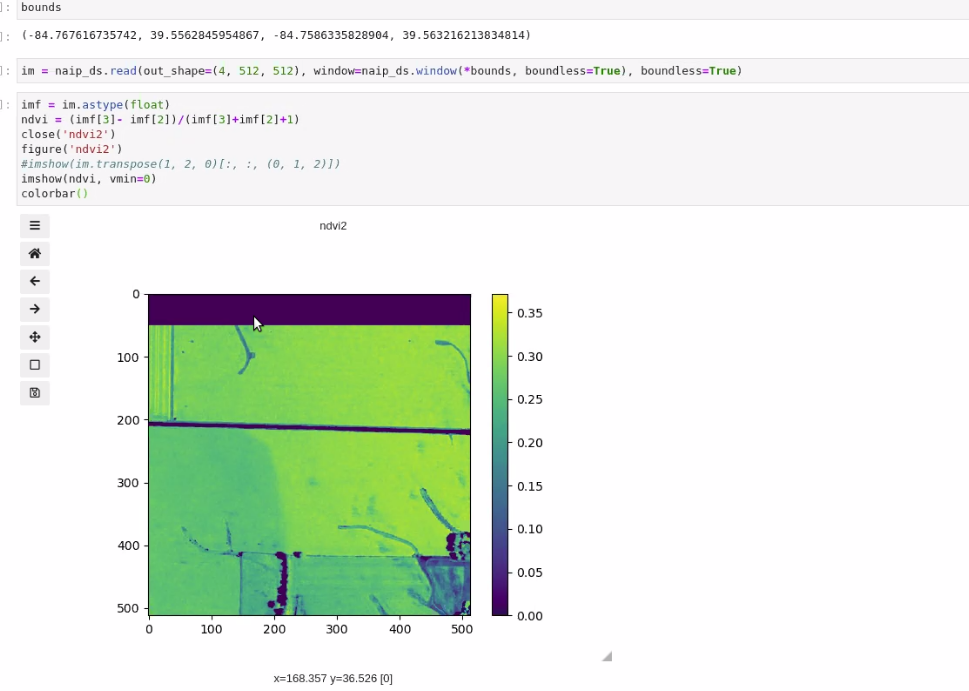 ]: bounds
]: (-84.767616735742, 39.5562845954867, -84.7586335828904, 39.563216213834814)
]: im = naip_ds.read(out_shape=(4, 512, 512), window=naip_ds.window(*bounds, boundless=True), boundless=True)
]: imf = im.astype(float)
ndvi = (imf[3]- imf[2])/(imf[3]+imf[2]+1)
close('ndvi2')
figure('ndvi2')
#imshow(im.transpose(1, 2, 0)[:, :, (0, 1, 2)])
imshow(ndvi, vmin=0)
colorbar()
ndvi2
0
100
200
300
400
500
0 100 200 300 400 500
0.35
0.30
0.25
0.20
0.15
0.10
0.05
0.00
x=168.357 y=36.526 [0]